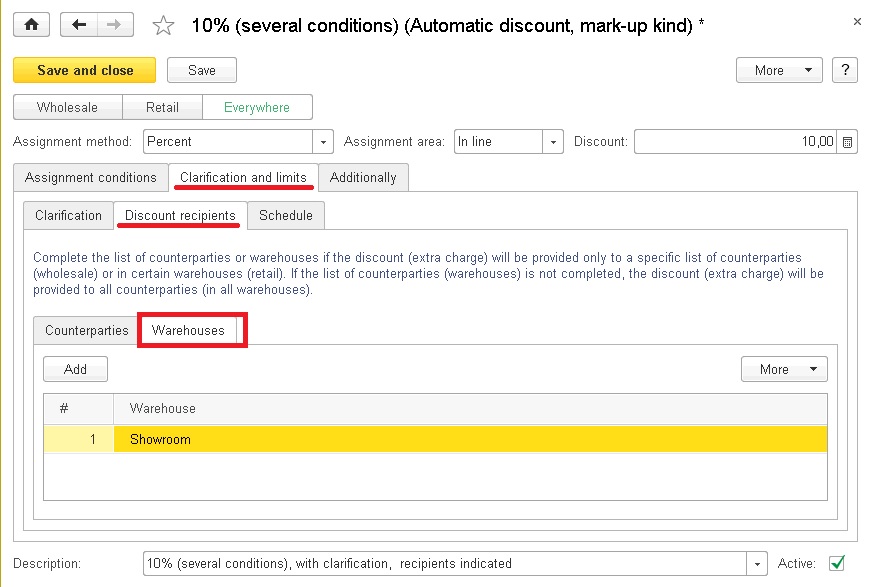 10% (several conditions) (Automatic discount, mark-up kind) *
Save and close Save More ?
Wholesale Retail Everywhere
Assignment method: Percent Assignment area: In line Discount: 10,00
Assignment conditions Clarification and limits Additionally
Clarification Discount recipients Schedule
Complete the list of counterparties or warehouses if the discount (extra charge) will be provided only to a specific list of counterparties
(wholesale) or in certain warehouses (retail). If the list of counterparties (warehouses) is not completed, the discount (extra charge) will be
provided to all counterparties (in all warehouses).
Counterparties Warehouses
Add More
# Warehouse
1 Showroom
Description: 10% (several conditions), with clarification, recipients indicated Active: